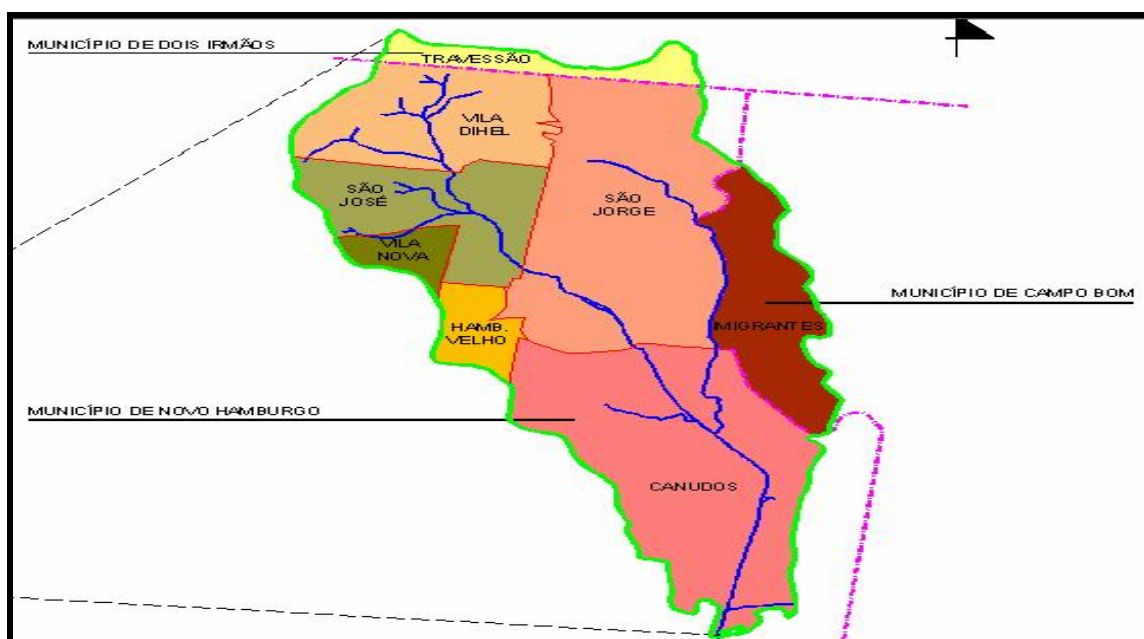 MUNICÍPIO DE DOIS IRMÃOS
TRAVESSÃO
VILA
DIHEL
SÃO
JOSÉ
SÃO
JORGE
VILA
NOVA
MUNICÍPIO DE CAMPO BOM
IMIGRANTES
HAMB.
VELHO
MUNICÍPIO DE NOVO HAMBURGO
CANUDOS